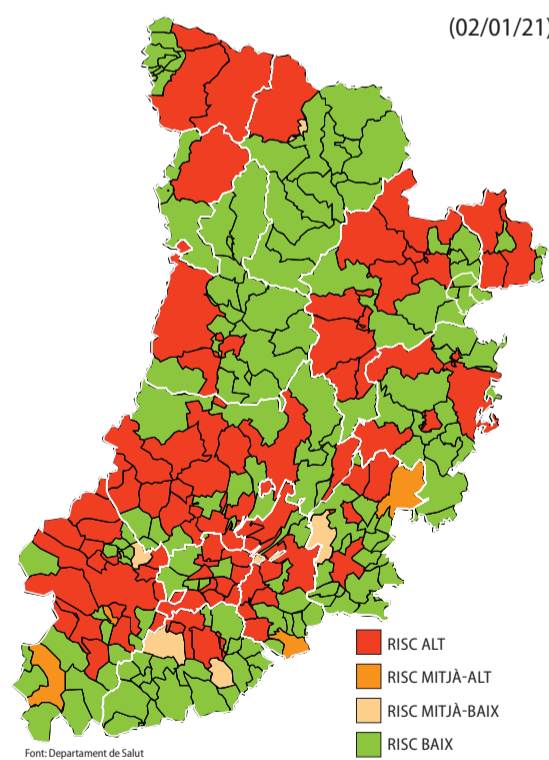 (02/01/21)
RISC ALT
RISC MITJÀ-ALT
RISC MITJÀ-BAIX
RISC BAIX
Font: Departament de Salut